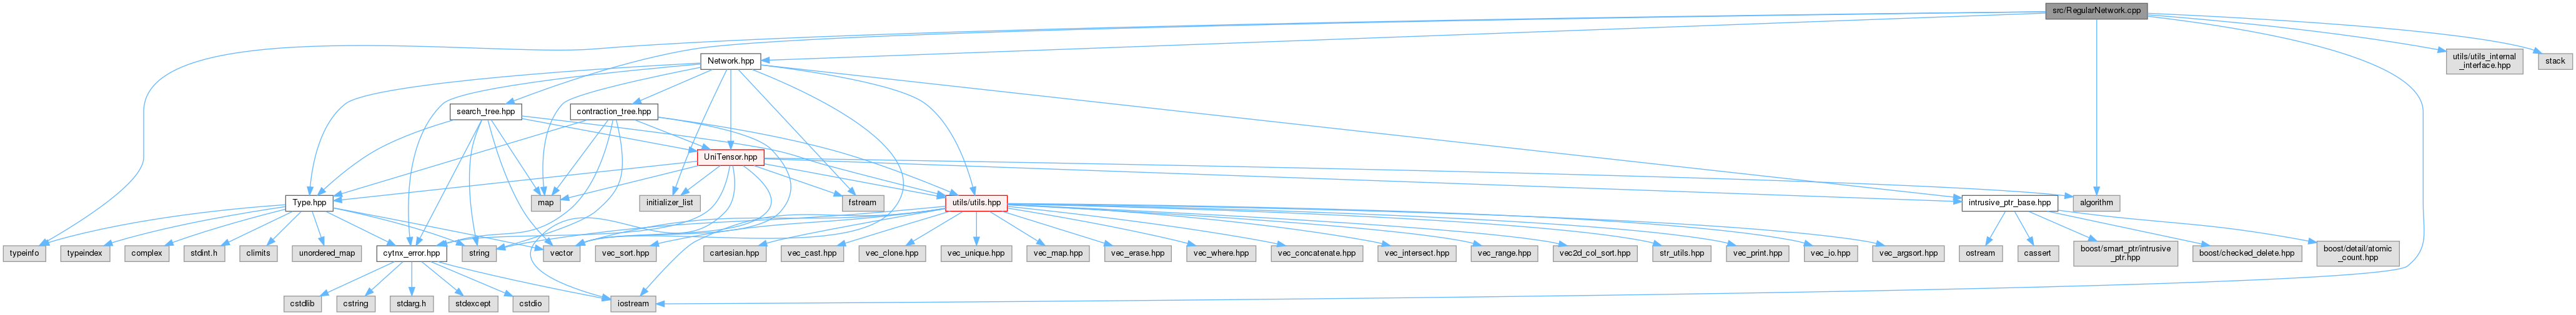 src/RegularNetwork.cpp
Network.hpp
utils/utils_internal
_interface.hpp
stack
search_tree.hpp
contraction_tree.hpp
UniTensor.hpp
Type.hpp
map
initializer_list
fstream
utils/utils.hpp
intrusive_ptr_base.hpp
algorithm
typeinfo
typeindex
complex
stdint.h
climits
unordered_map
cytnx_error.hpp
string
vector
vec_sort.hpp
cartesian.hpp
vec_cast.hpp
vec_clone.hpp
vec_unique.hpp
vec_map.hpp
vec_erase.hpp
vec_where.hpp
vec_concatenate.hpp
vec_intersect.hpp
vec_range.hpp
vec2d_col_sort.hpp
str_utils.hpp
vec_print.hpp
vec_io.hpp
vec_argsort.hpp
ostream
cassert
boost/smart_ptr/intrusive
_ptr.hpp
boost/checked_delete.hpp
boost/detail/atomic
_count.hpp
cstdlib
cstring
stdarg.h
stdexcept
cstdio
iostream